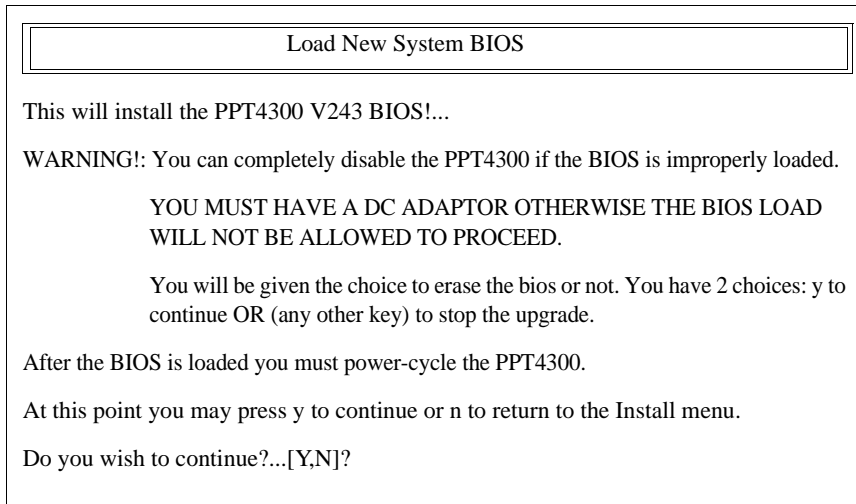 Load New System BIOS
This will install the PPT4300 V243 BIOS!...
WARNING!: You can completely disable the PPT4300 if the BIOS is improperly loaded.
YOU MUST HAVE A DC ADAPTOR OTHERWISE THE BIOS LOAD
WILL NOT BE ALLOWED TO PROCEED.
You will be given the choice to erase the bios or not. You have 2 choices: y to
continue OR (any other key) to stop the upgrade.
After the BIOS is loaded you must power-cycle the PPT4300.
At this point you may press y to continue or n to return to the Install menu.
Do you wish to continue?...[Y,N]?